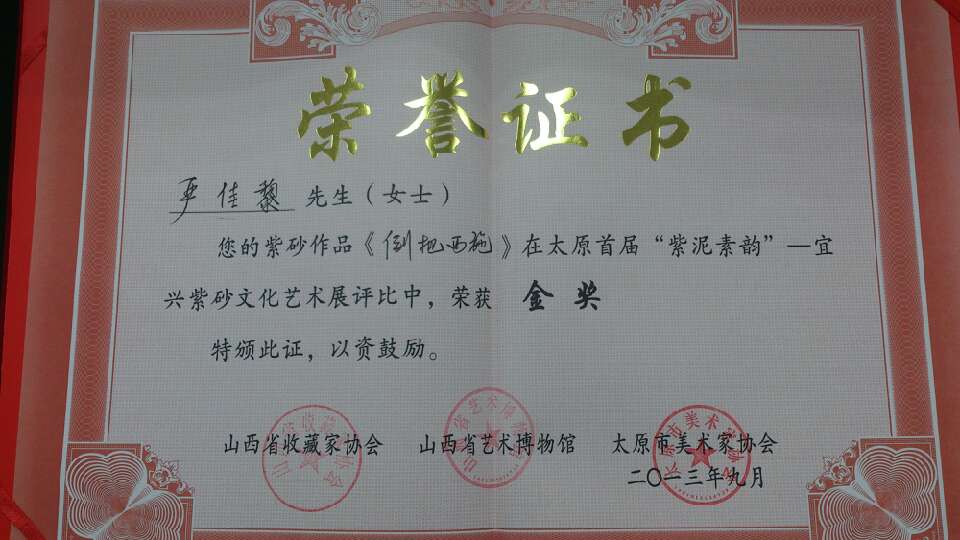 荣誉证书
严佳黎 先生（女士）
您的紫砂作品《倒把西施》在太原首届“紫泥素韵”—宜
兴紫砂文化艺术展评比中，荣获 金奖
特颁此证，以资鼓励。
山西省收藏家协会 山西省艺术博物馆 太原市美术家协会
二〇一三年九月